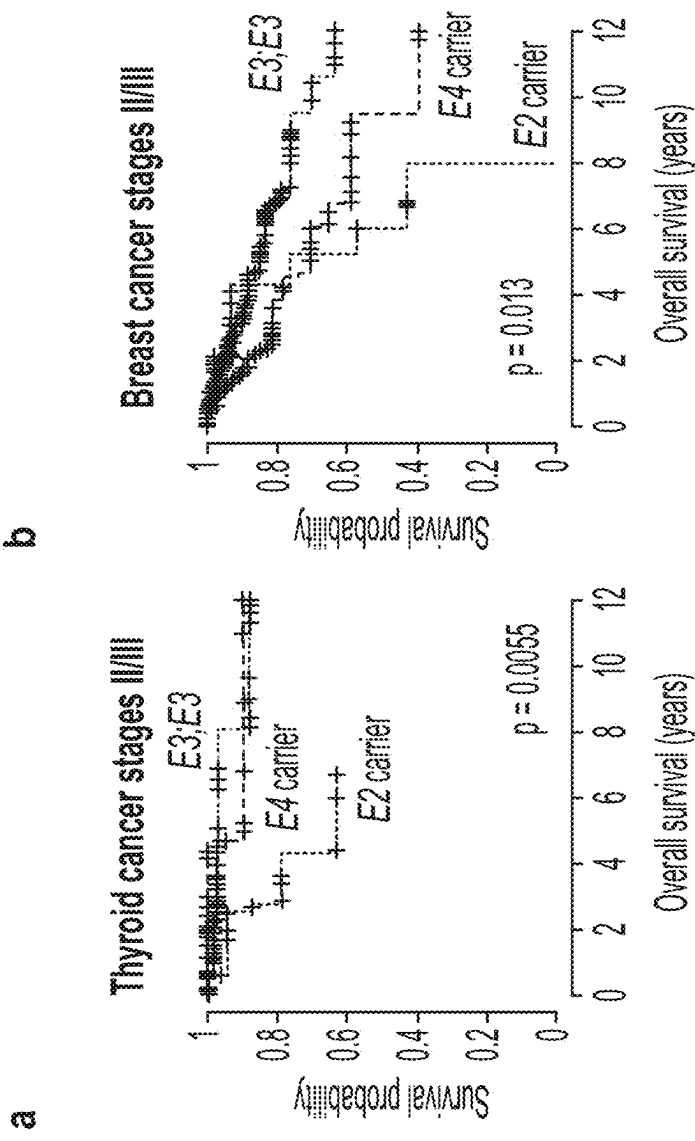 a
Thyroid cancer stages II/III
Survival probability
1
0.8
0.6
0.4
0.2
0
E3;E3
E4 carrier
E2 carrier
p = 0.0055
0 2 4 6 8 10 12
Overall survival (years)
b
Breast cancer stages II/III
Survival probability
1
0.8
0.6
0.4
0.2
0
E3;E3
E4 carrier
E2 carrier
p = 0.013
0 2 4 6 8 10 12
Overall survival (years)